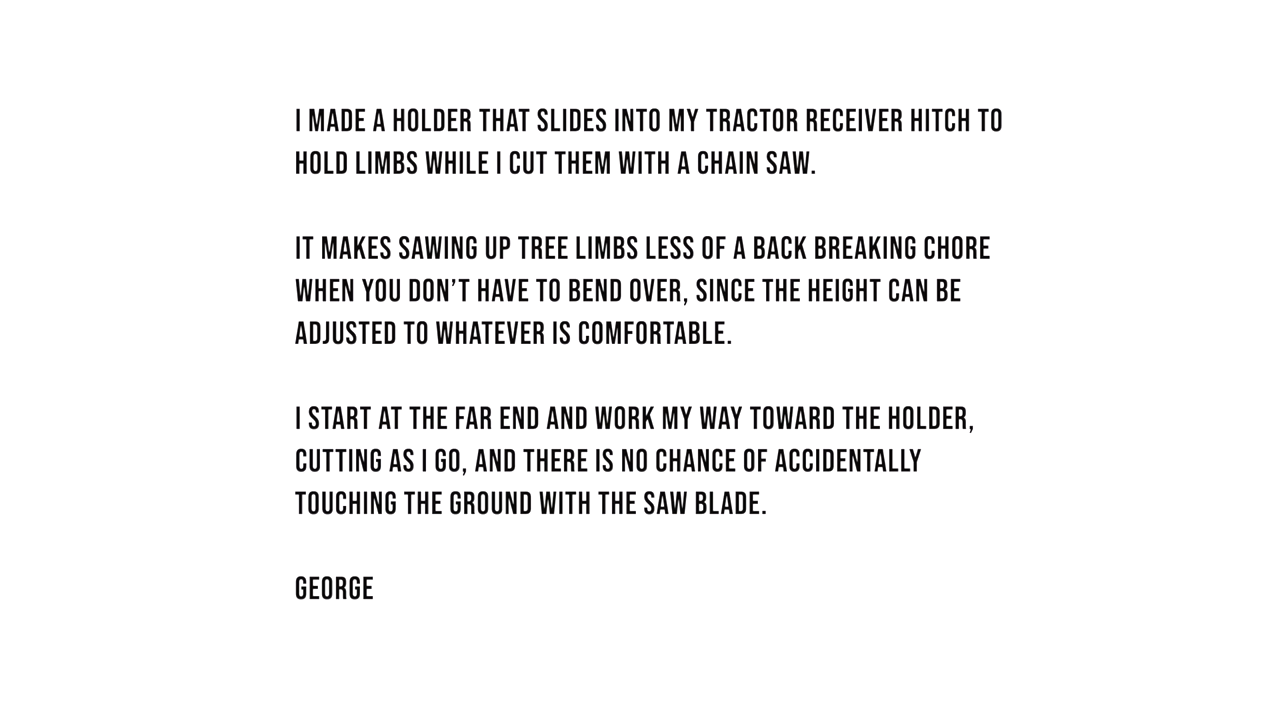 I MADE A HOLDER THAT SLIDES INTO MY TRACTOR RECEIVER HITCH TO
HOLD LIMBS WHILE I CUT THEM WITH A CHAIN SAW.
IT MAKES SAWING UP TREE LIMBS LESS OF A BACK BREAKING CHORE
WHEN YOU DON’T HAVE TO BEND OVER, SINCE THE HEIGHT CAN BE
ADJUSTED TO WHATEVER IS COMFORTABLE.
I START AT THE FAR END AND WORK MY WAY TOWARD THE HOLDER,
CUTTING AS I GO, AND THERE IS NO CHANCE OF ACCIDENTALLY
TOUCHING THE GROUND WITH THE SAW BLADE.
GEORGE